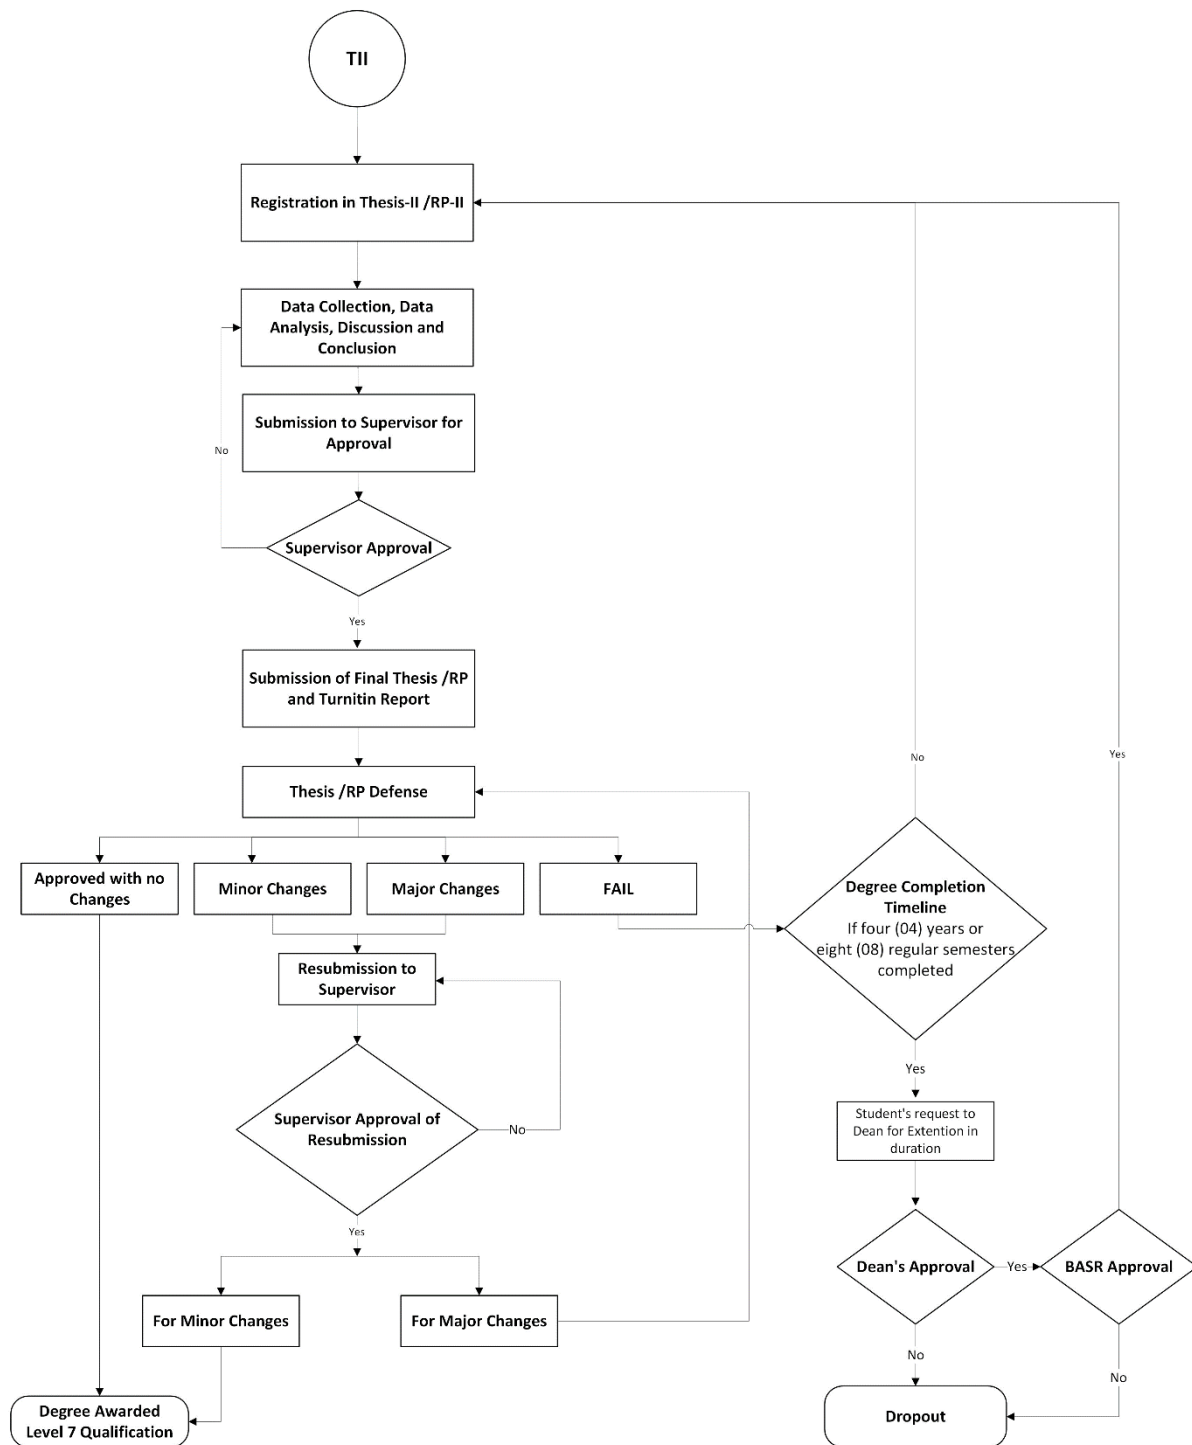 TII
Registration in Thesis-II /RP-II
Data Collection, Data
Analysis, Discussion and
Conclusion
Submission to Supervisor for
Approval
No
Supervisor Approval
Yes
Submission of Final Thesis /RP
and Turnitin Report
No
Yes
Thesis /RP Defense
Approved with no
Changes
Minor Changes
Major Changes
FAIL
Degree Completion
Timeline
If four (04) years or
eight (08) regular semesters
completed
Resubmission to
Supervisor
Yes
Supervisor Approval of
Resubmission
No
Student's request to
Dean for Extention in
duration
Yes
Dean's Approval
Yes
BASR Approval
For Minor Changes
For Major Changes
No
No
Degree Awarded
Level 7 Qualification
Dropout